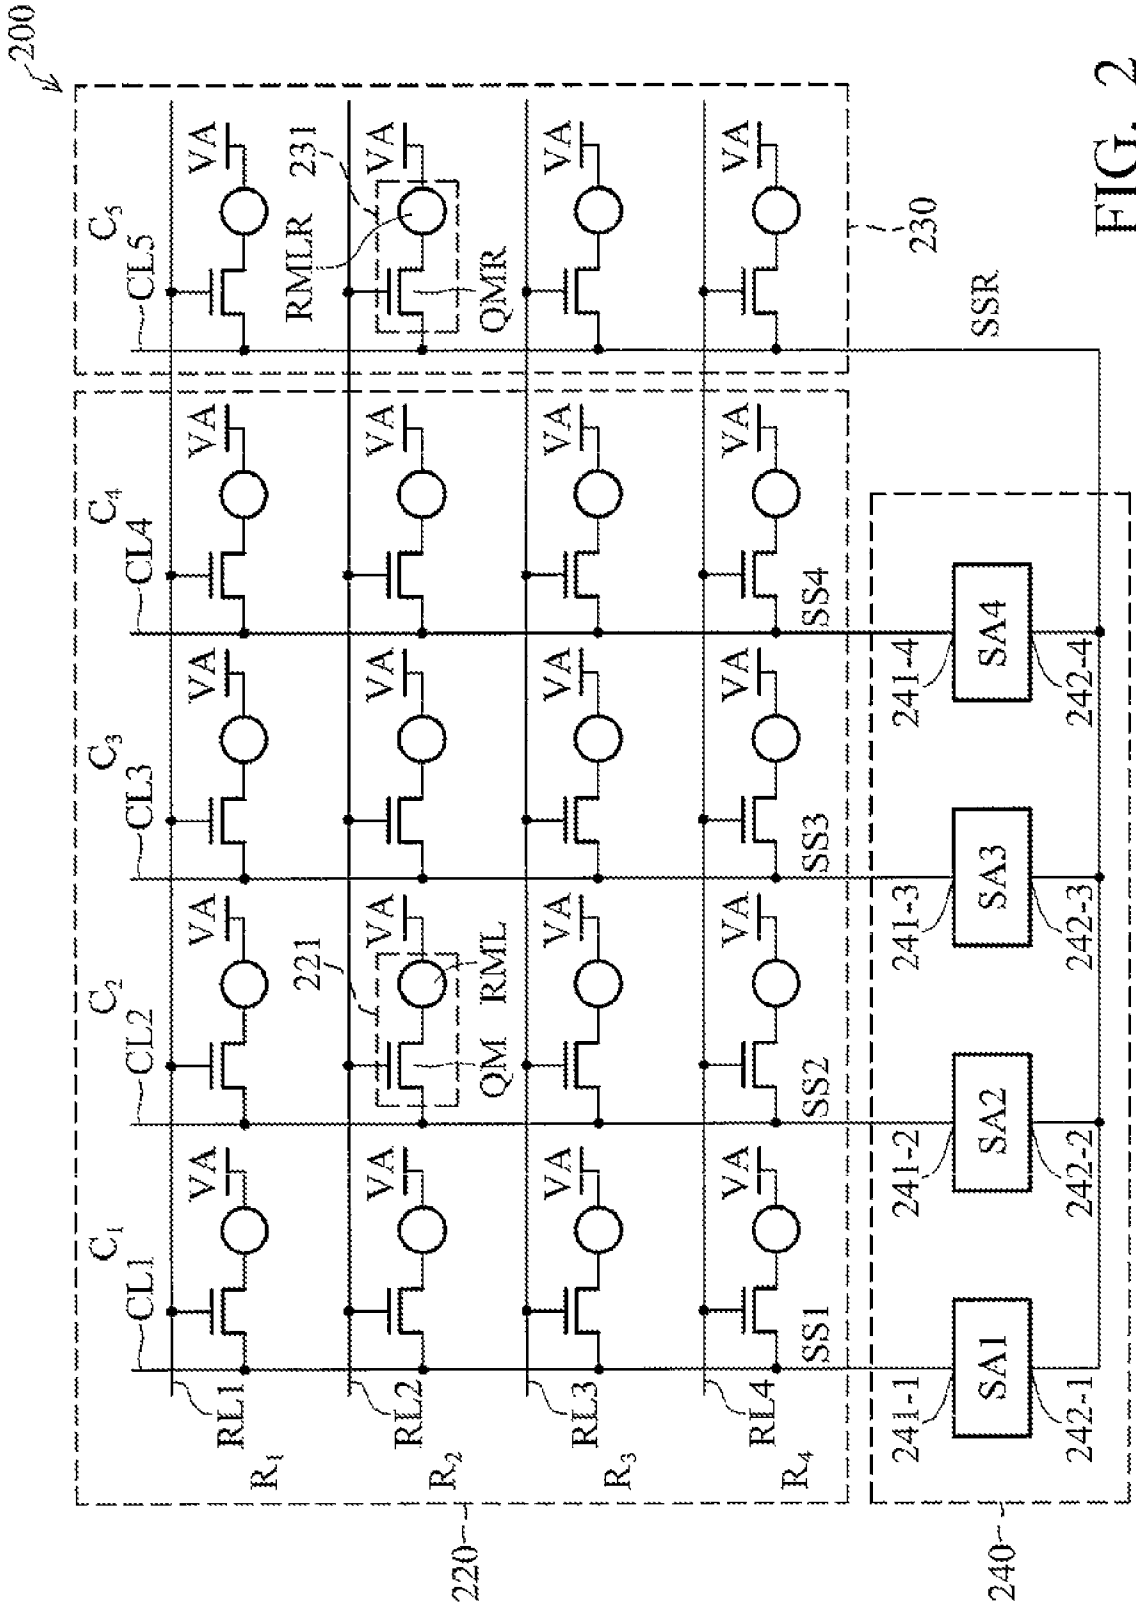 200
C1 C2 C3 C4 C5
CL1 CL2 CL3 CL4 CL5
VA VA VA VA VA
RL1
R1
221
RMLR
231
VA VA VA VA VA
RL2
R2
QM RML
QMR
VA VA VA VA VA
RL3
R3
VA VA VA VA VA
RL4
R4
SS1 SS2 SS3 SS4
220
230
241-1 241-2 241-3 241-4
SSR
SA1 SA2 SA3 SA4
242-1 242-2 242-3 242-4
240
FIG. 2